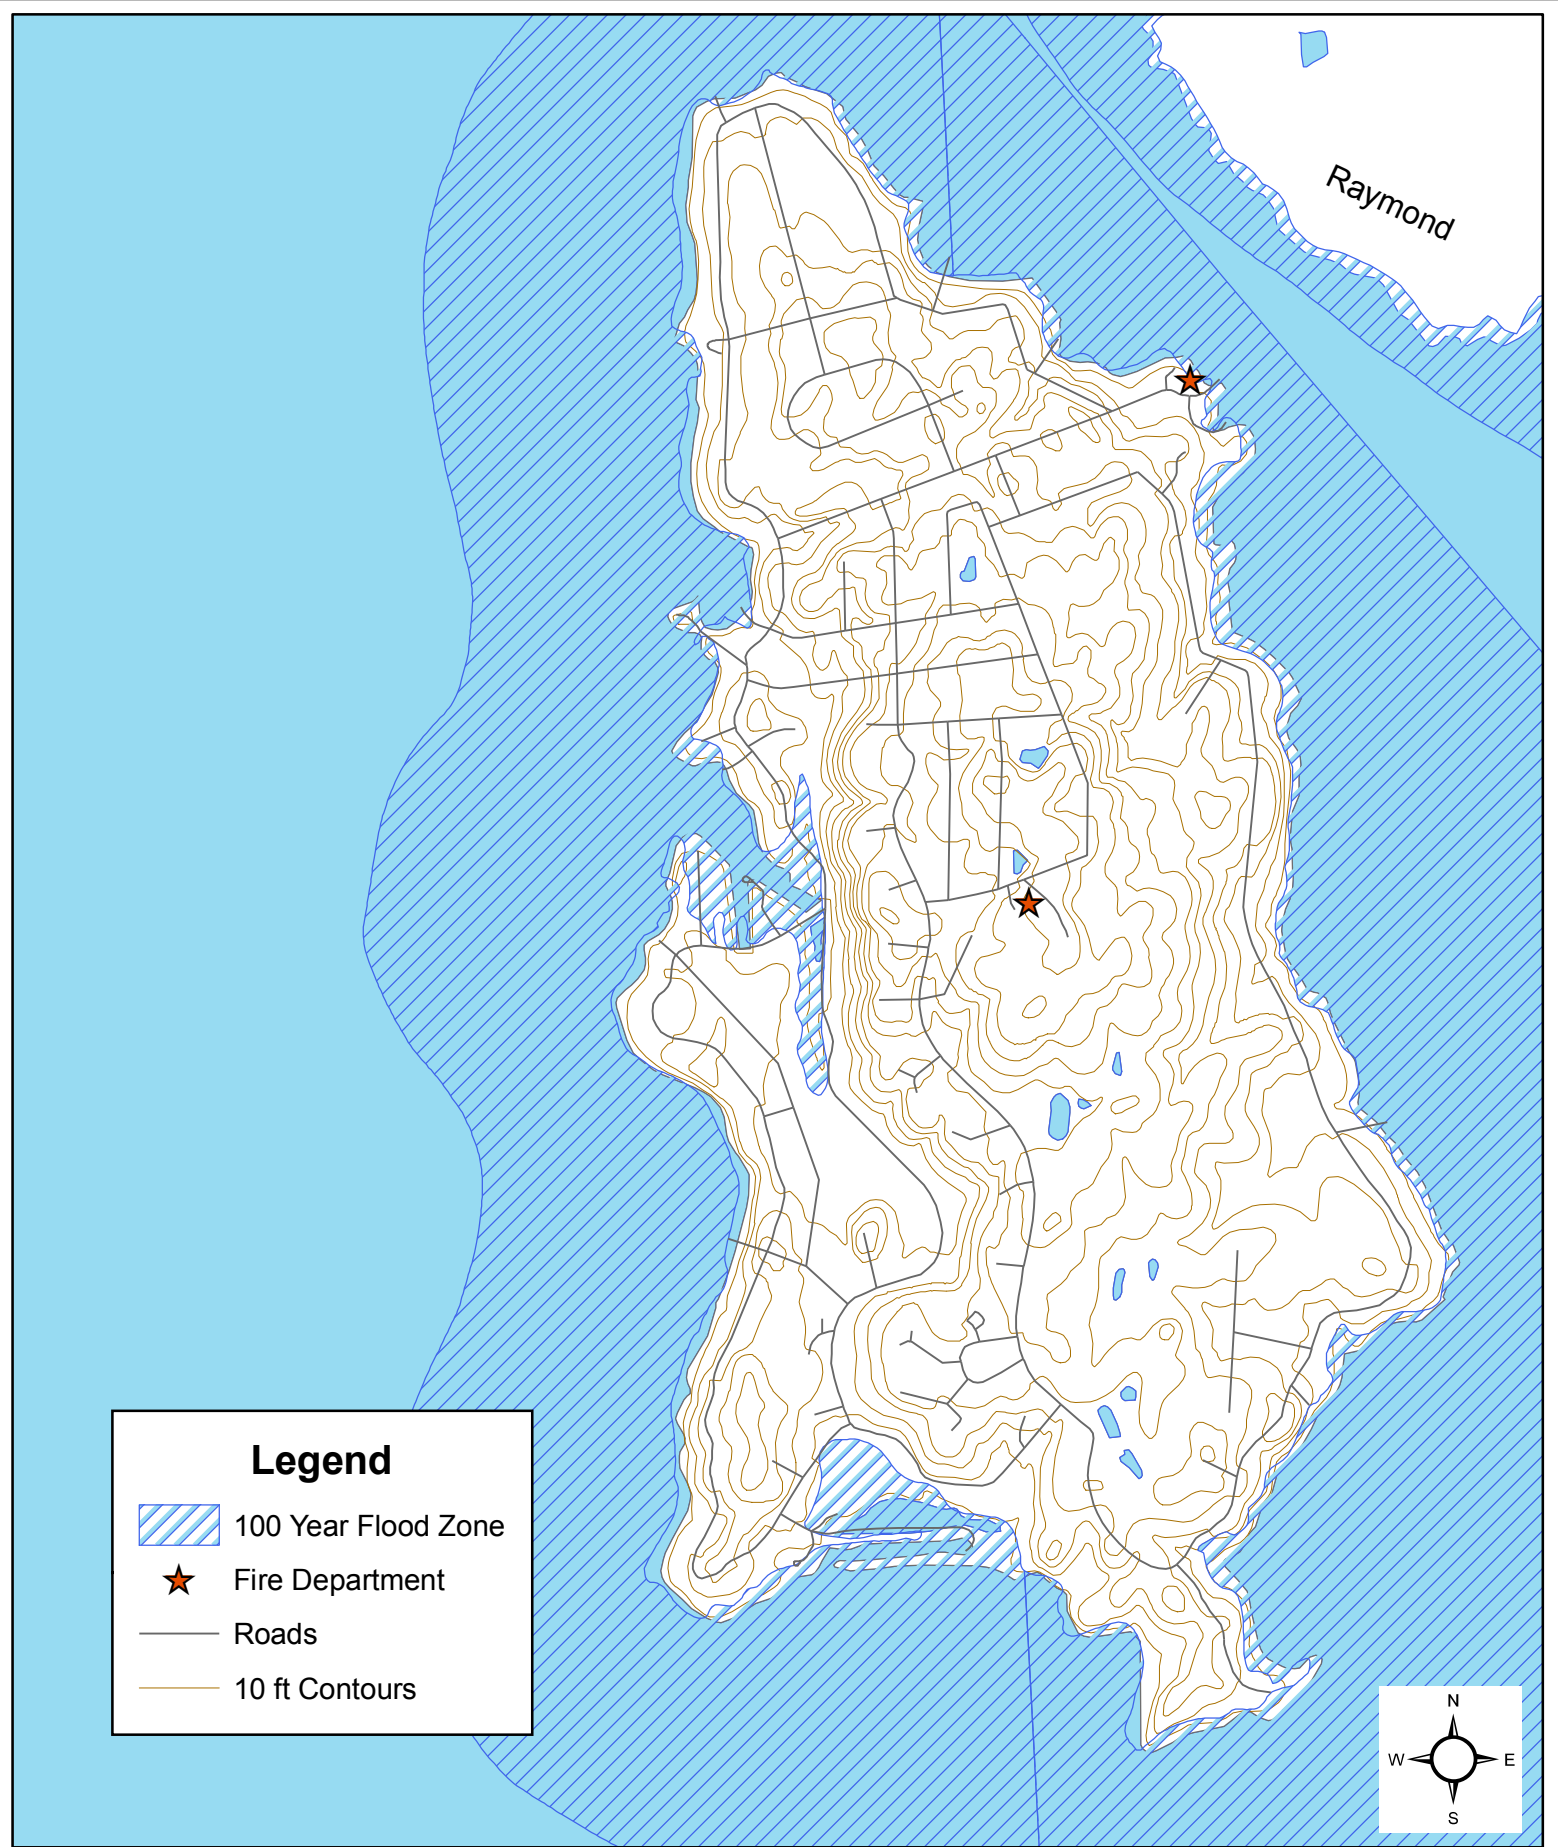 Raymond
Legend
100 Year Flood Zone
Fire Department
Roads
10 ft Contours
N
W E
S